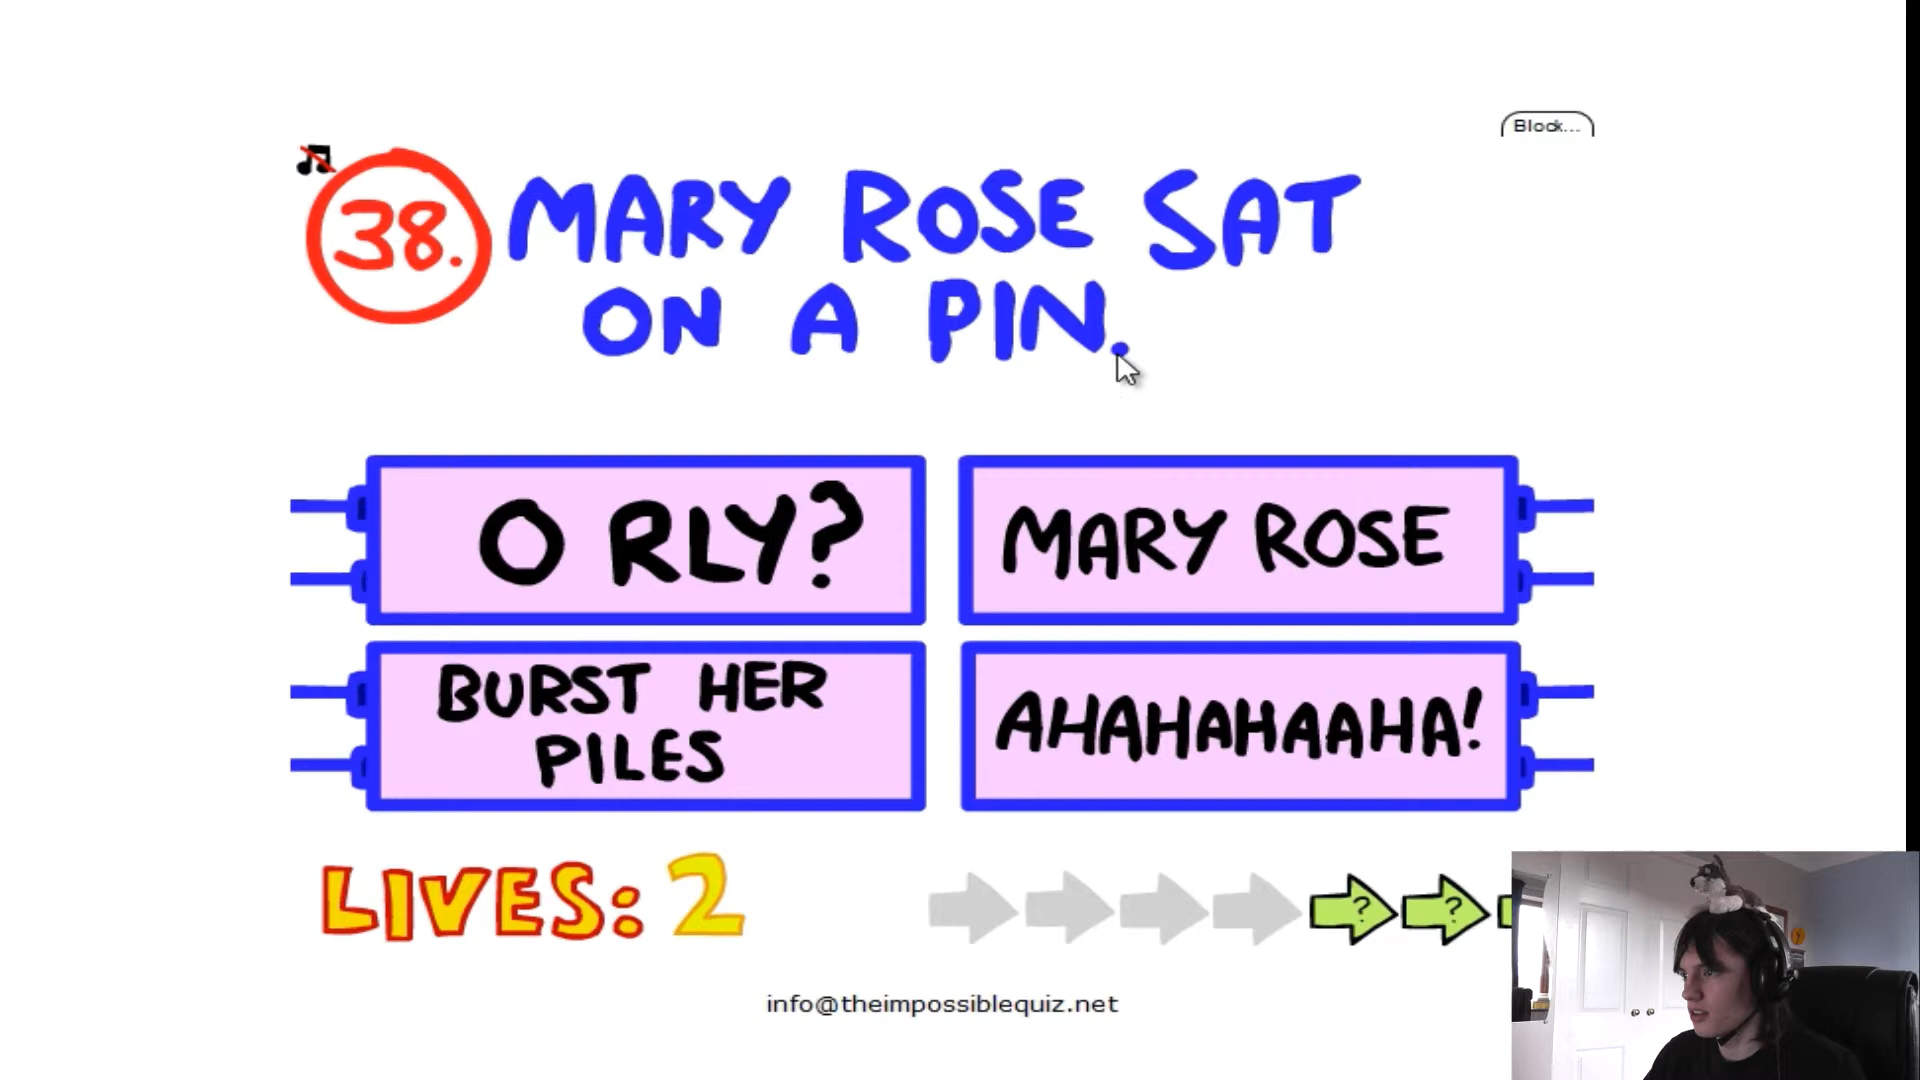 Block...
38. MARY ROSE SAT
ON A PIN.
O RLY?
MARY ROSE
BURST HER
PILES
AHAHAHAAHA!
LIVES: 2
? ?
info@theimpossiblequiz.net